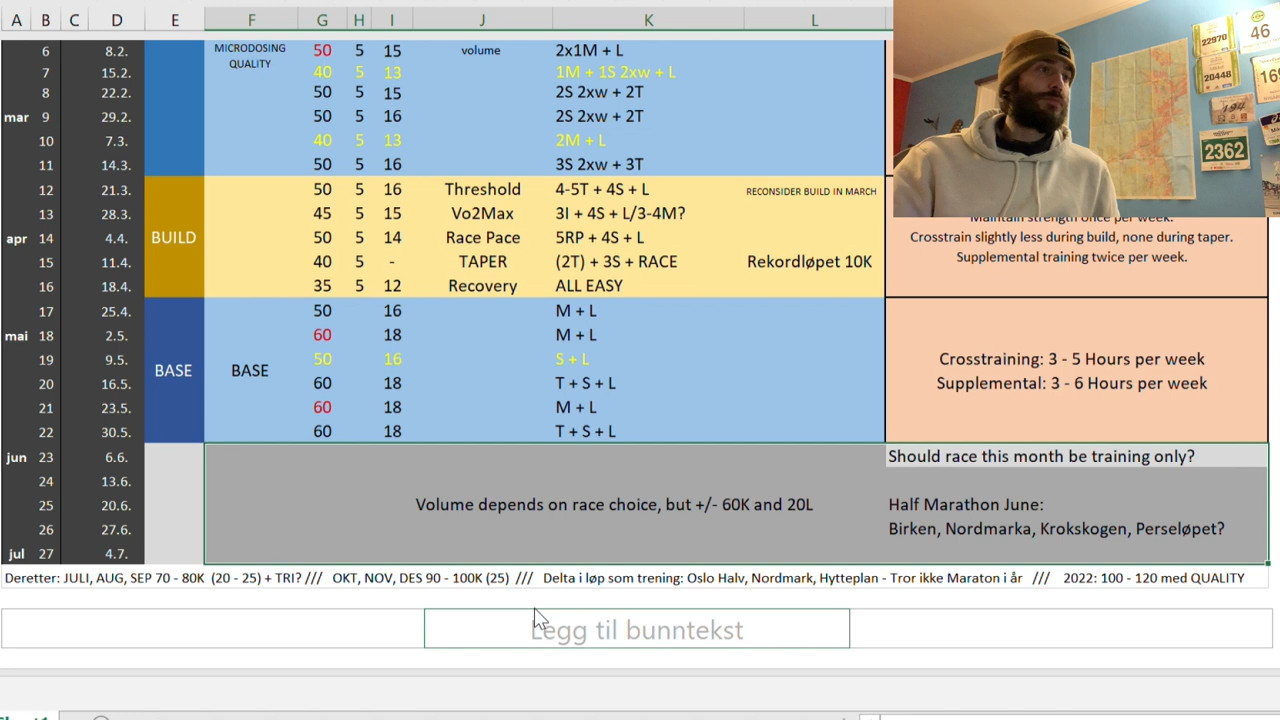 A B C D E F G H I J K L
6 8.2. MICRODOSING QUALITY 50 5 15 volume 2x1M + L
7 15.2. 40 5 13 1M + 1S 2xw + L
8 22.2. 50 5 15 2S 2xw + 2T
mar 9 29.2. 50 5 16 2S 2xw + 2T
10 7.3. 40 5 13 2M + L
11 14.3. 50 5 16 3S 2xw + 3T
12 21.3. 50 5 16 Threshold 4-5T + 4S + L RECONSIDER BUILD IN MARCH
13 28.3. 45 5 15 Vo2Max 3I + 4S + L/3-4M? Maintain strength once per week.
apr 14 4.4. BUILD 50 5 14 Race Pace 5RP + 4S + L Crosstrain slightly less during build, none during taper.
15 11.4. 40 5 - TAPER (2T) + 3S + RACE Rekordløpet 10K Supplemental training twice per week.
16 18.4. 35 5 12 Recovery ALL EASY
17 25.4. 50 16 M + L
mai 18 2.5. 60 18 M + L
19 9.5. 50 16 S + L Crosstraining: 3 - 5 Hours per week
BASE BASE
20 16.5. 60 18 T + S + L Supplemental: 3 - 6 Hours per week
21 23.5. 60 18 M + L
22 30.5. 60 18 T + S + L
jun 23 6.6. Should race this month be training only?
24 13.6.
25 20.6. Volume depends on race choice, but +/- 60K and 20L Half Marathon June:
26 27.6. Birken, Nordmarka, Krokskogen, Perseløpet?
jul 27 4.7.
Deretter: JULI, AUG, SEP 70 - 80K (20 - 25) + TRI? /// OKT, NOV, DES 90 - 100K (25) /// Delta i løp som trening: Oslo Halv, Nordmark, Hytteplan - Tror ikke Maraton i år /// 2022: 100 - 120 med QUALITY
Legg til bunntekst
22970
46
20448
194
2362